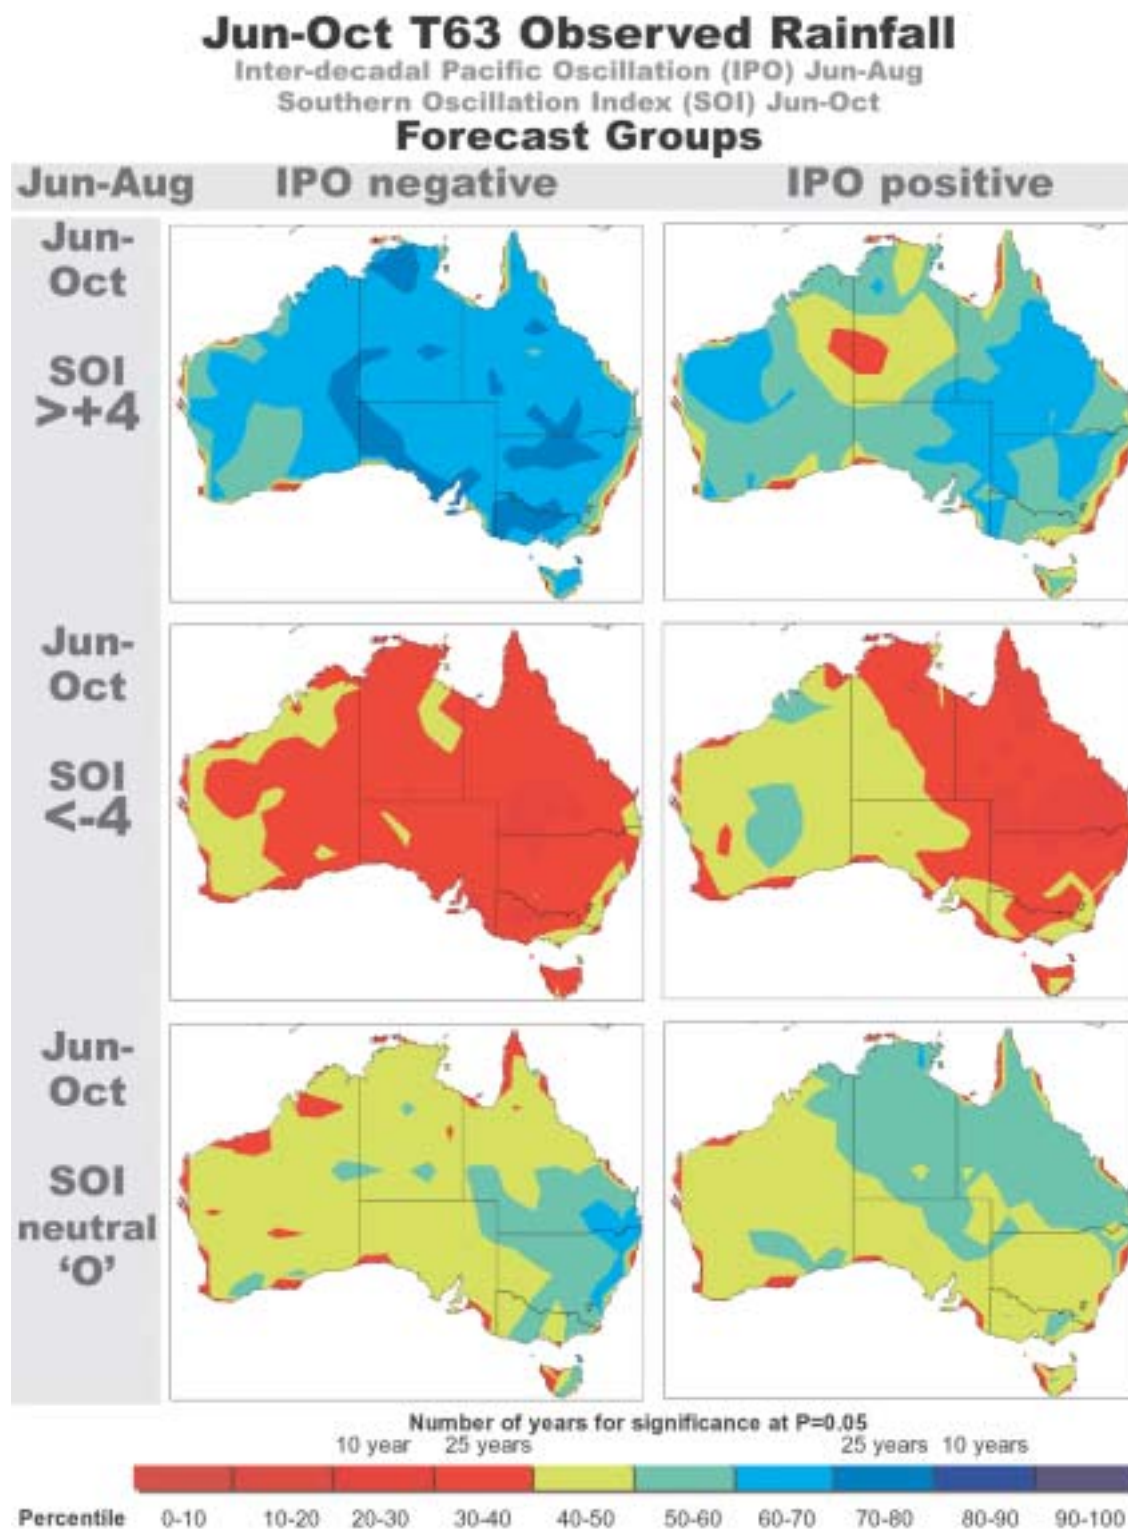 Jun-Oct T63 Observed Rainfall
Inter-decadal Pacific Oscillation (IPO) Jun-Aug
Southern Oscillation Index (SOI) Jun-Oct
Forecast Groups
Jun-Aug IPO negative IPO positive
Jun-
Oct
SOI
>+4
Jun-
Oct
SOI
<-4
Jun-
Oct
SOI
neutral
‘O’
Number of years for significance at P=0.05
10 year 25 years 25 years 10 years
Percentile 0-10 10-20 20-30 30-40 40-50 50-60 60-70 70-80 80-90 90-100